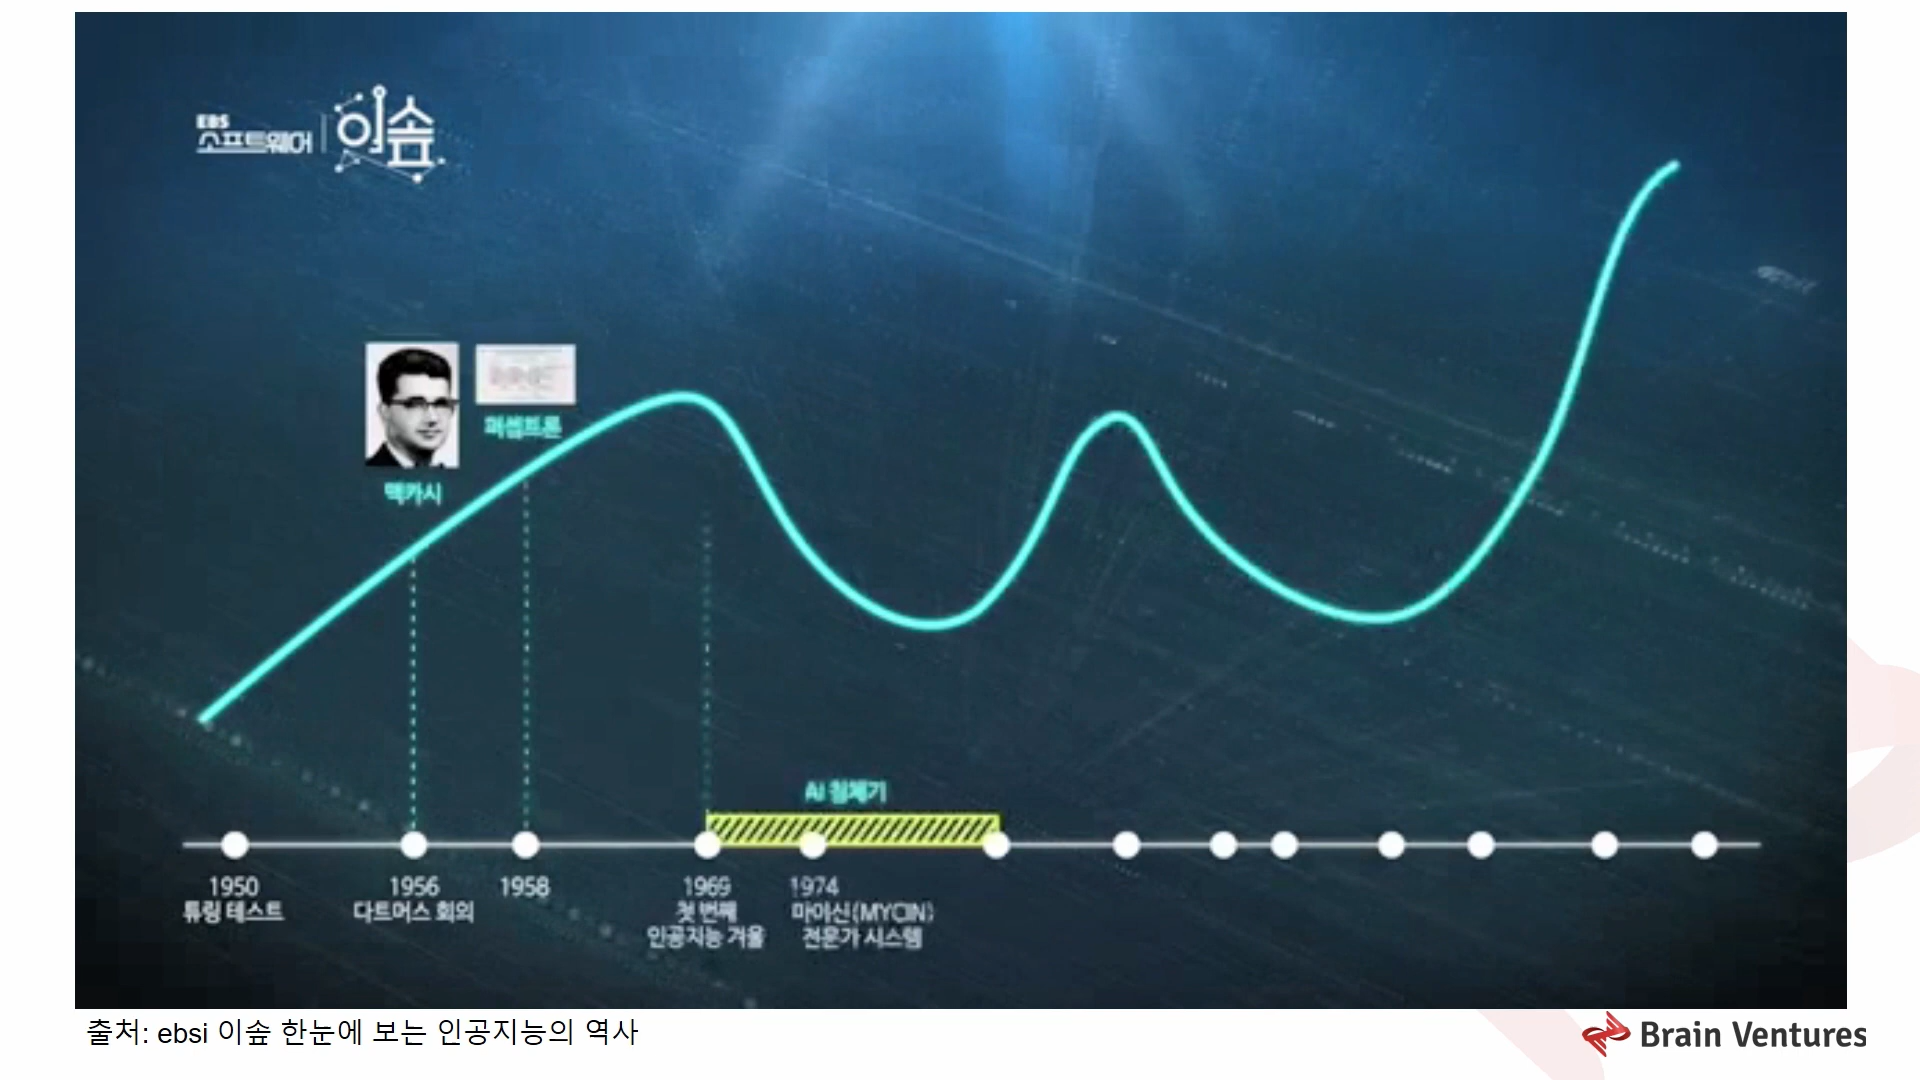 EBS
소프트웨어
이솦
맥카시
퍼셉트론
AI 침체기
1950
튜링 테스트
1956
다트머스 회의
1958
1969
첫 번째
인공지능 겨울
1974
마이신(MYCIN)
전문가 시스템
출처: ebsi 이솦 한눈에 보는 인공지능의 역사
Brain Ventures